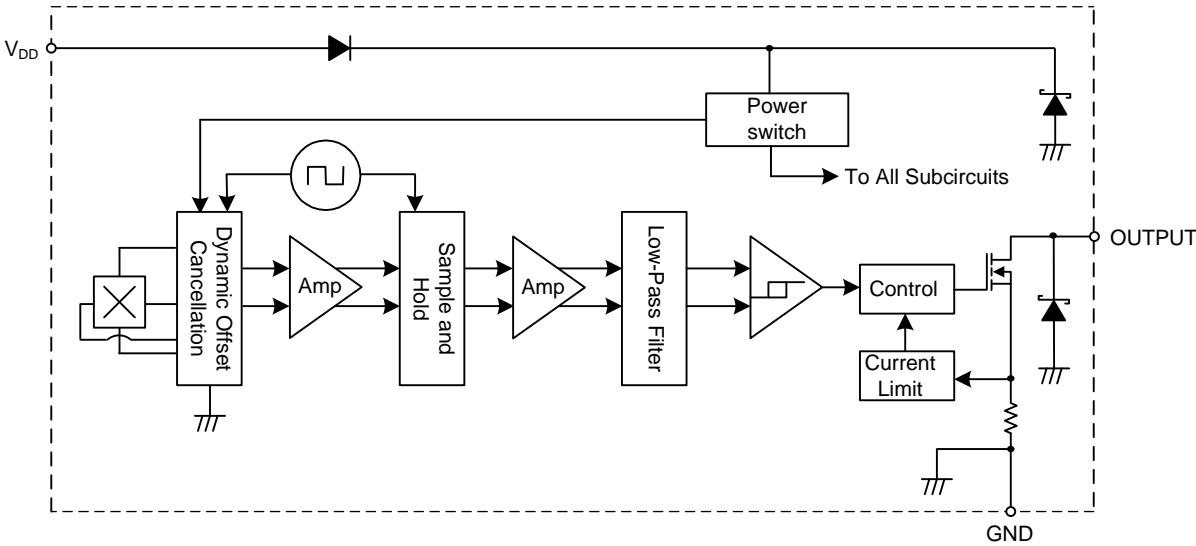 VDD
Power
switch
To All Subcircuits
Dynamic Offset
Cancellation
Amp
Sample and
Hold
Amp
Low-Pass Filter
Control
Current
Limit
OUTPUT
GND